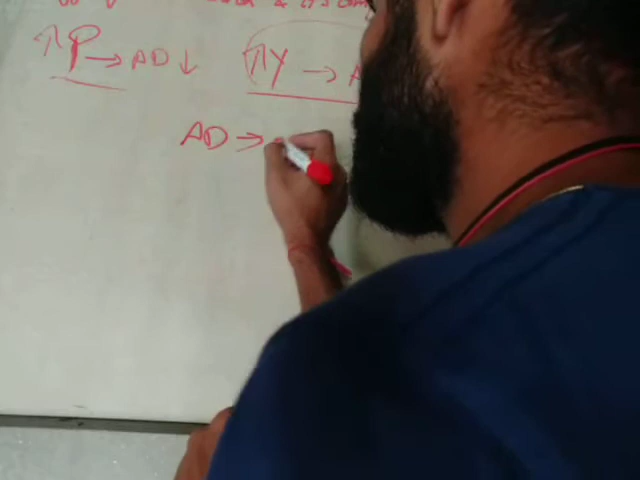 ↑P → AD ↓
↑Y → A
AD →